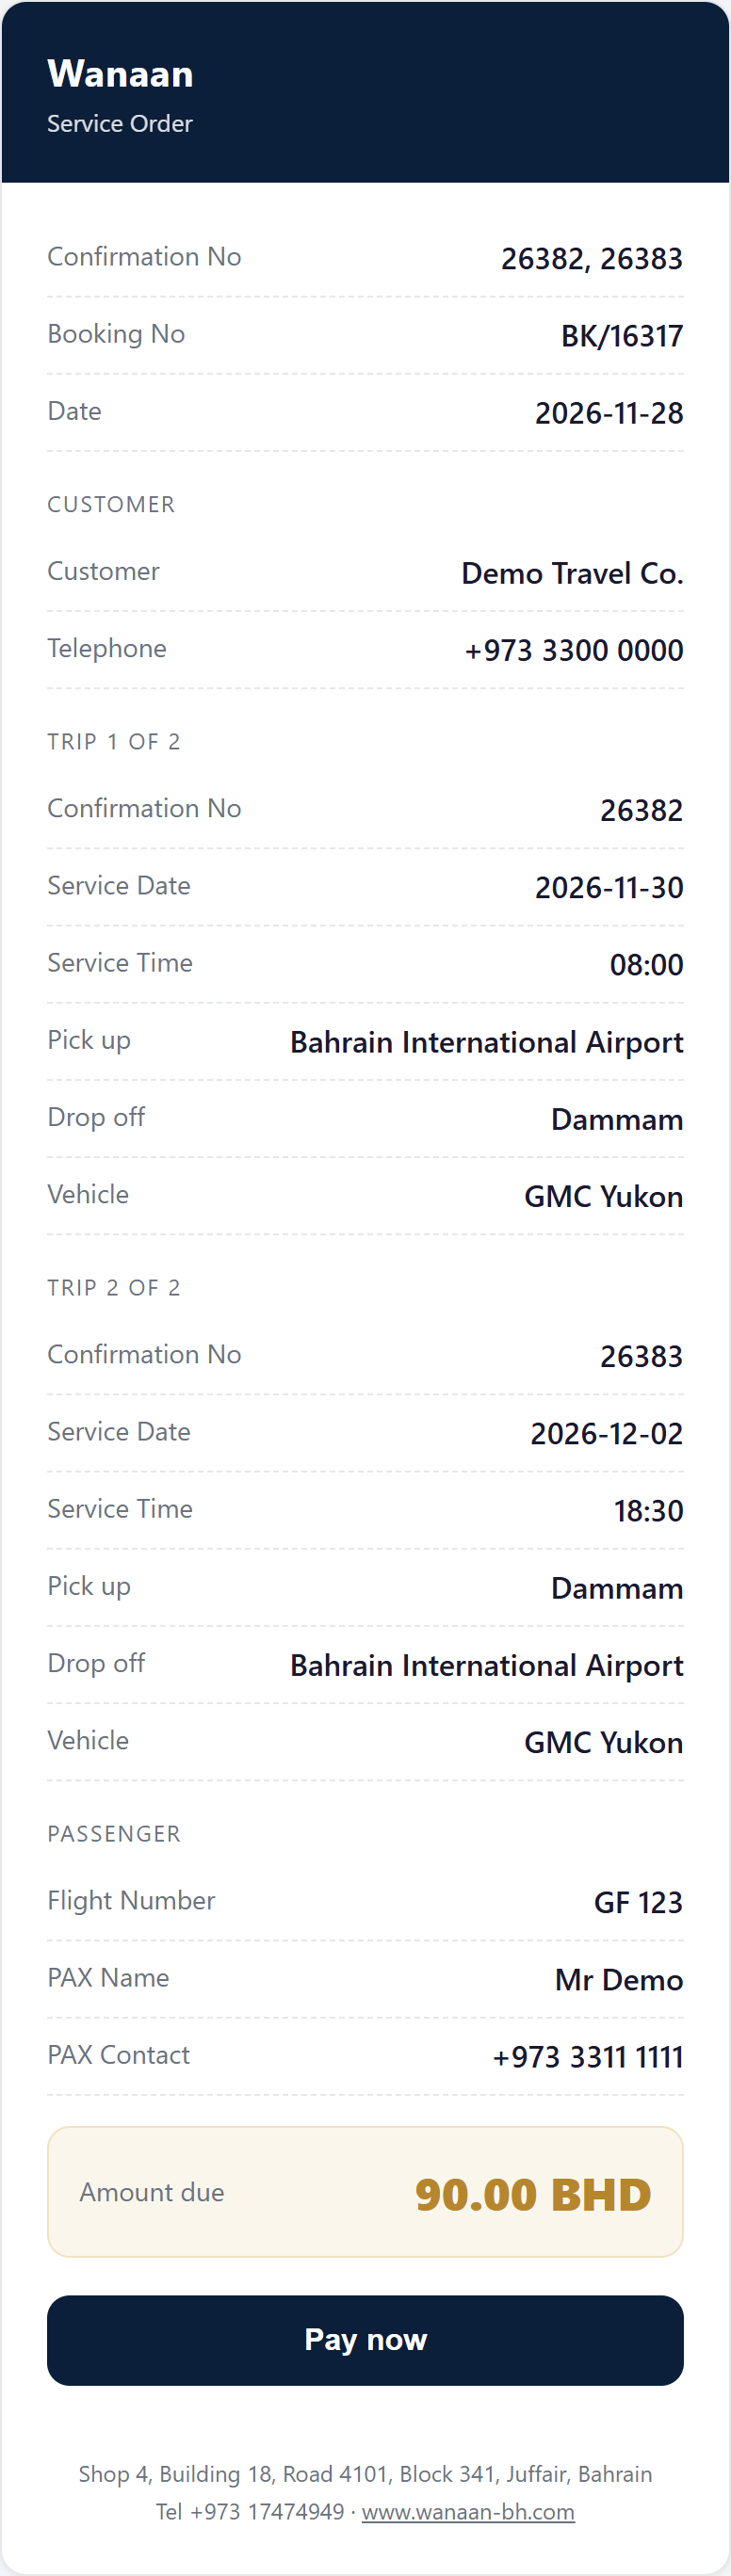 Wanaan
Service Order
Confirmation No 26382, 26383
Booking No BK/16317
Date 2026-11-28
CUSTOMER
Customer Demo Travel Co.
Telephone +973 3300 0000
TRIP 1 OF 2
Confirmation No 26382
Service Date 2026-11-30
Service Time 08:00
Pick up Bahrain International Airport
Drop off Dammam
Vehicle GMC Yukon
TRIP 2 OF 2
Confirmation No 26383
Service Date 2026-12-02
Service Time 18:30
Pick up Dammam
Drop off Bahrain International Airport
Vehicle GMC Yukon
PASSENGER
Flight Number GF 123
PAX Name Mr Demo
PAX Contact +973 3311 1111
Amount due 90.00 BHD
Pay now
Shop 4, Building 18, Road 4101, Block 341, Juffair, Bahrain
Tel +973 17474949 · www.wanaan-bh.com